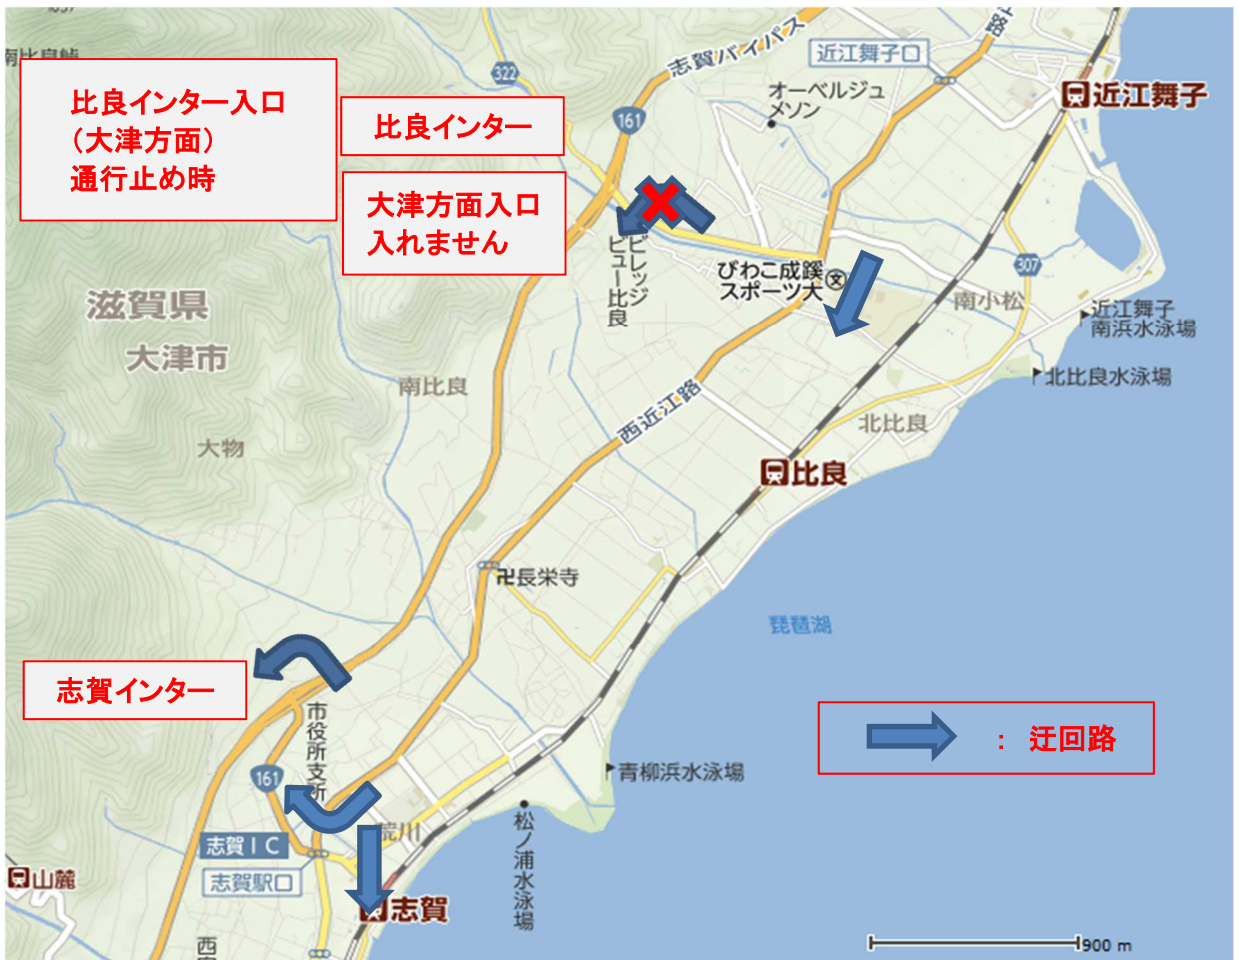 南比良峠
322
志賀バイパス
近江舞子口
近江舞子
比良インター入口
(大津方面)
通行止め時
比良インター
161
オーベルジュ
メソン
大津方面入口
入れません
ビレッジ
ビュー比良
びわこ成蹊
スポーツ大
文
307
南小松
近江舞子
南浜水泳場
滋賀県
大津市
南比良
北比良水泳場
西近江路
北比良
大物
比良
卍長栄寺
琵琶湖
志賀インター
市役所支所
: 迂回路
161
青柳浜水泳場
荒川
松ノ浦水泳場
志賀IC
志賀駅口
山麓
志賀
900 m